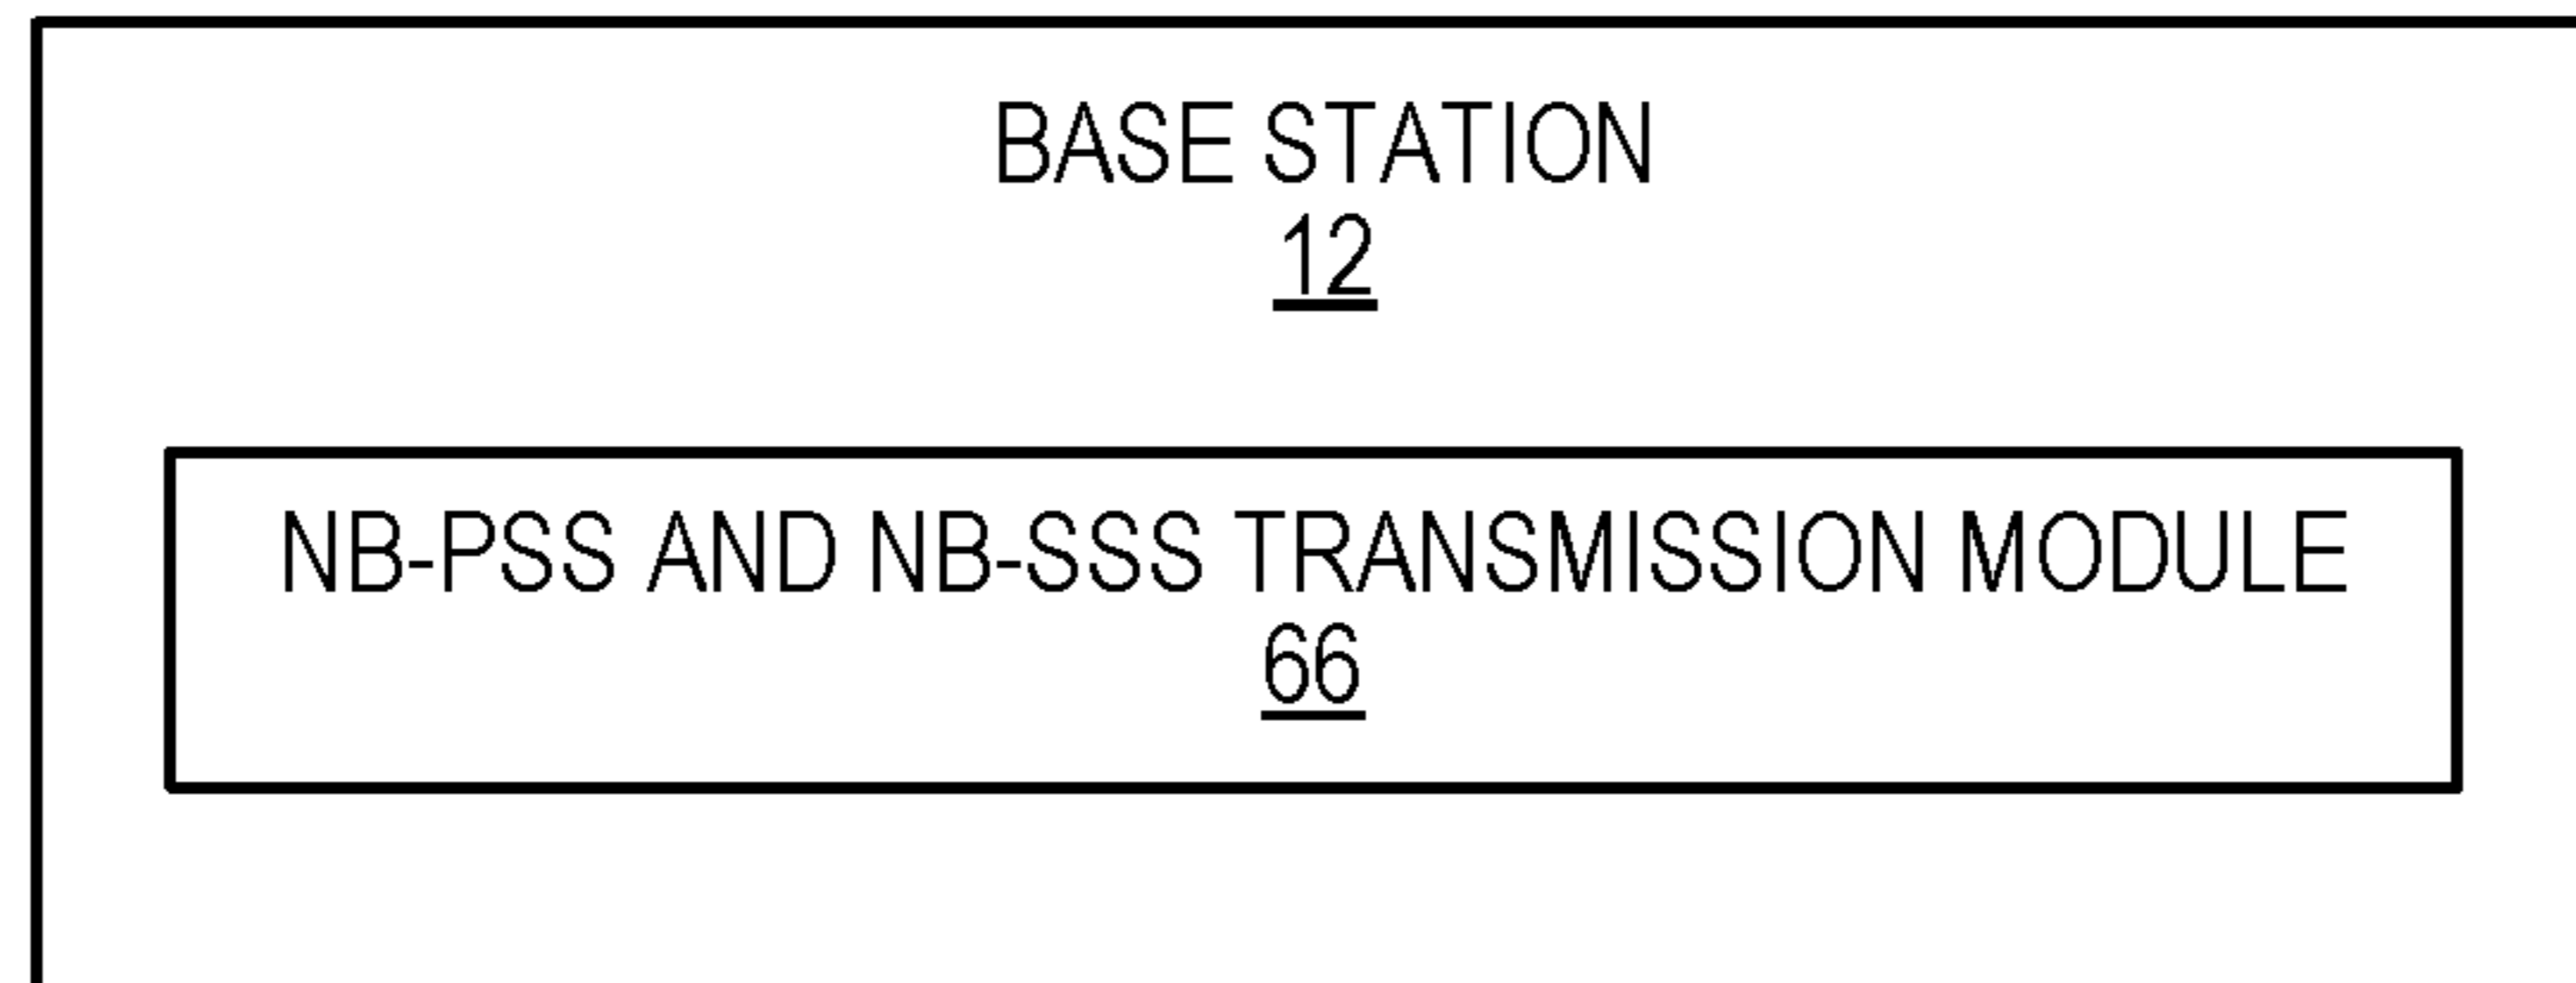 BASE STATION
12
NB-PSS AND NB-SSS TRANSMISSION MODULE
66